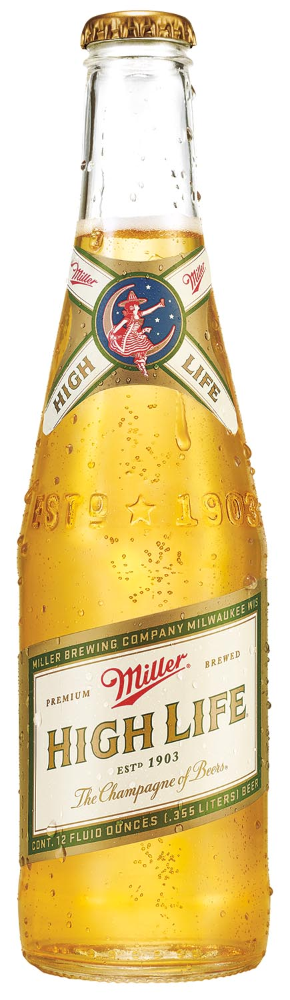 Miller
Miller
HIGH
LIFE
ESTD ☆ 1903
MILLER BREWING COMPANY MILWAUKEE WIS
Miller®
PREMIUM BREWED
HIGH LIFE®
ESTD 1903
The Champagne of Beers®
CONT. 12 FLUID OUNCES (.355 LITERS) BEER